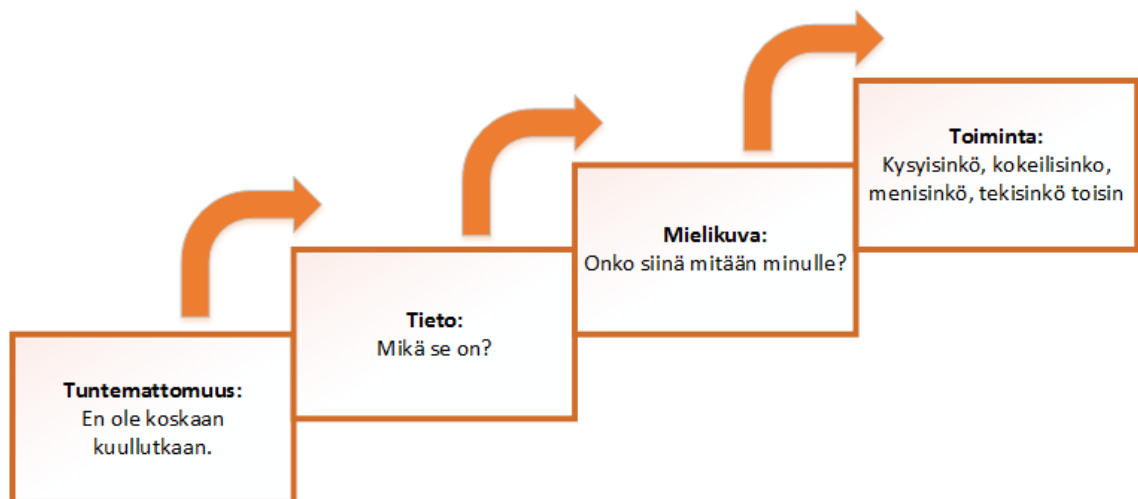 Tuntemattomuus:
En ole koskaan
kuullutkaan.
Tieto:
Mikä se on?
Mielikuva:
Onko siinä mitään minulle?
Toiminta:
Kysyisinkö, kokeilisinko,
menisinkö, tekisinkö toisin